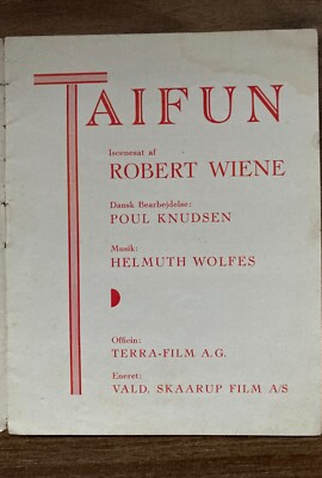 TAIFUN
Iscenesat af
ROBERT WIENE
Dansk Bearbejdelse:
POUL KNUDSEN
Musik:
HELMUTH WOLFES
Officin:
TERRA-FILM A.G.
Eneret:
VALD. SKAARUP FILM A/S